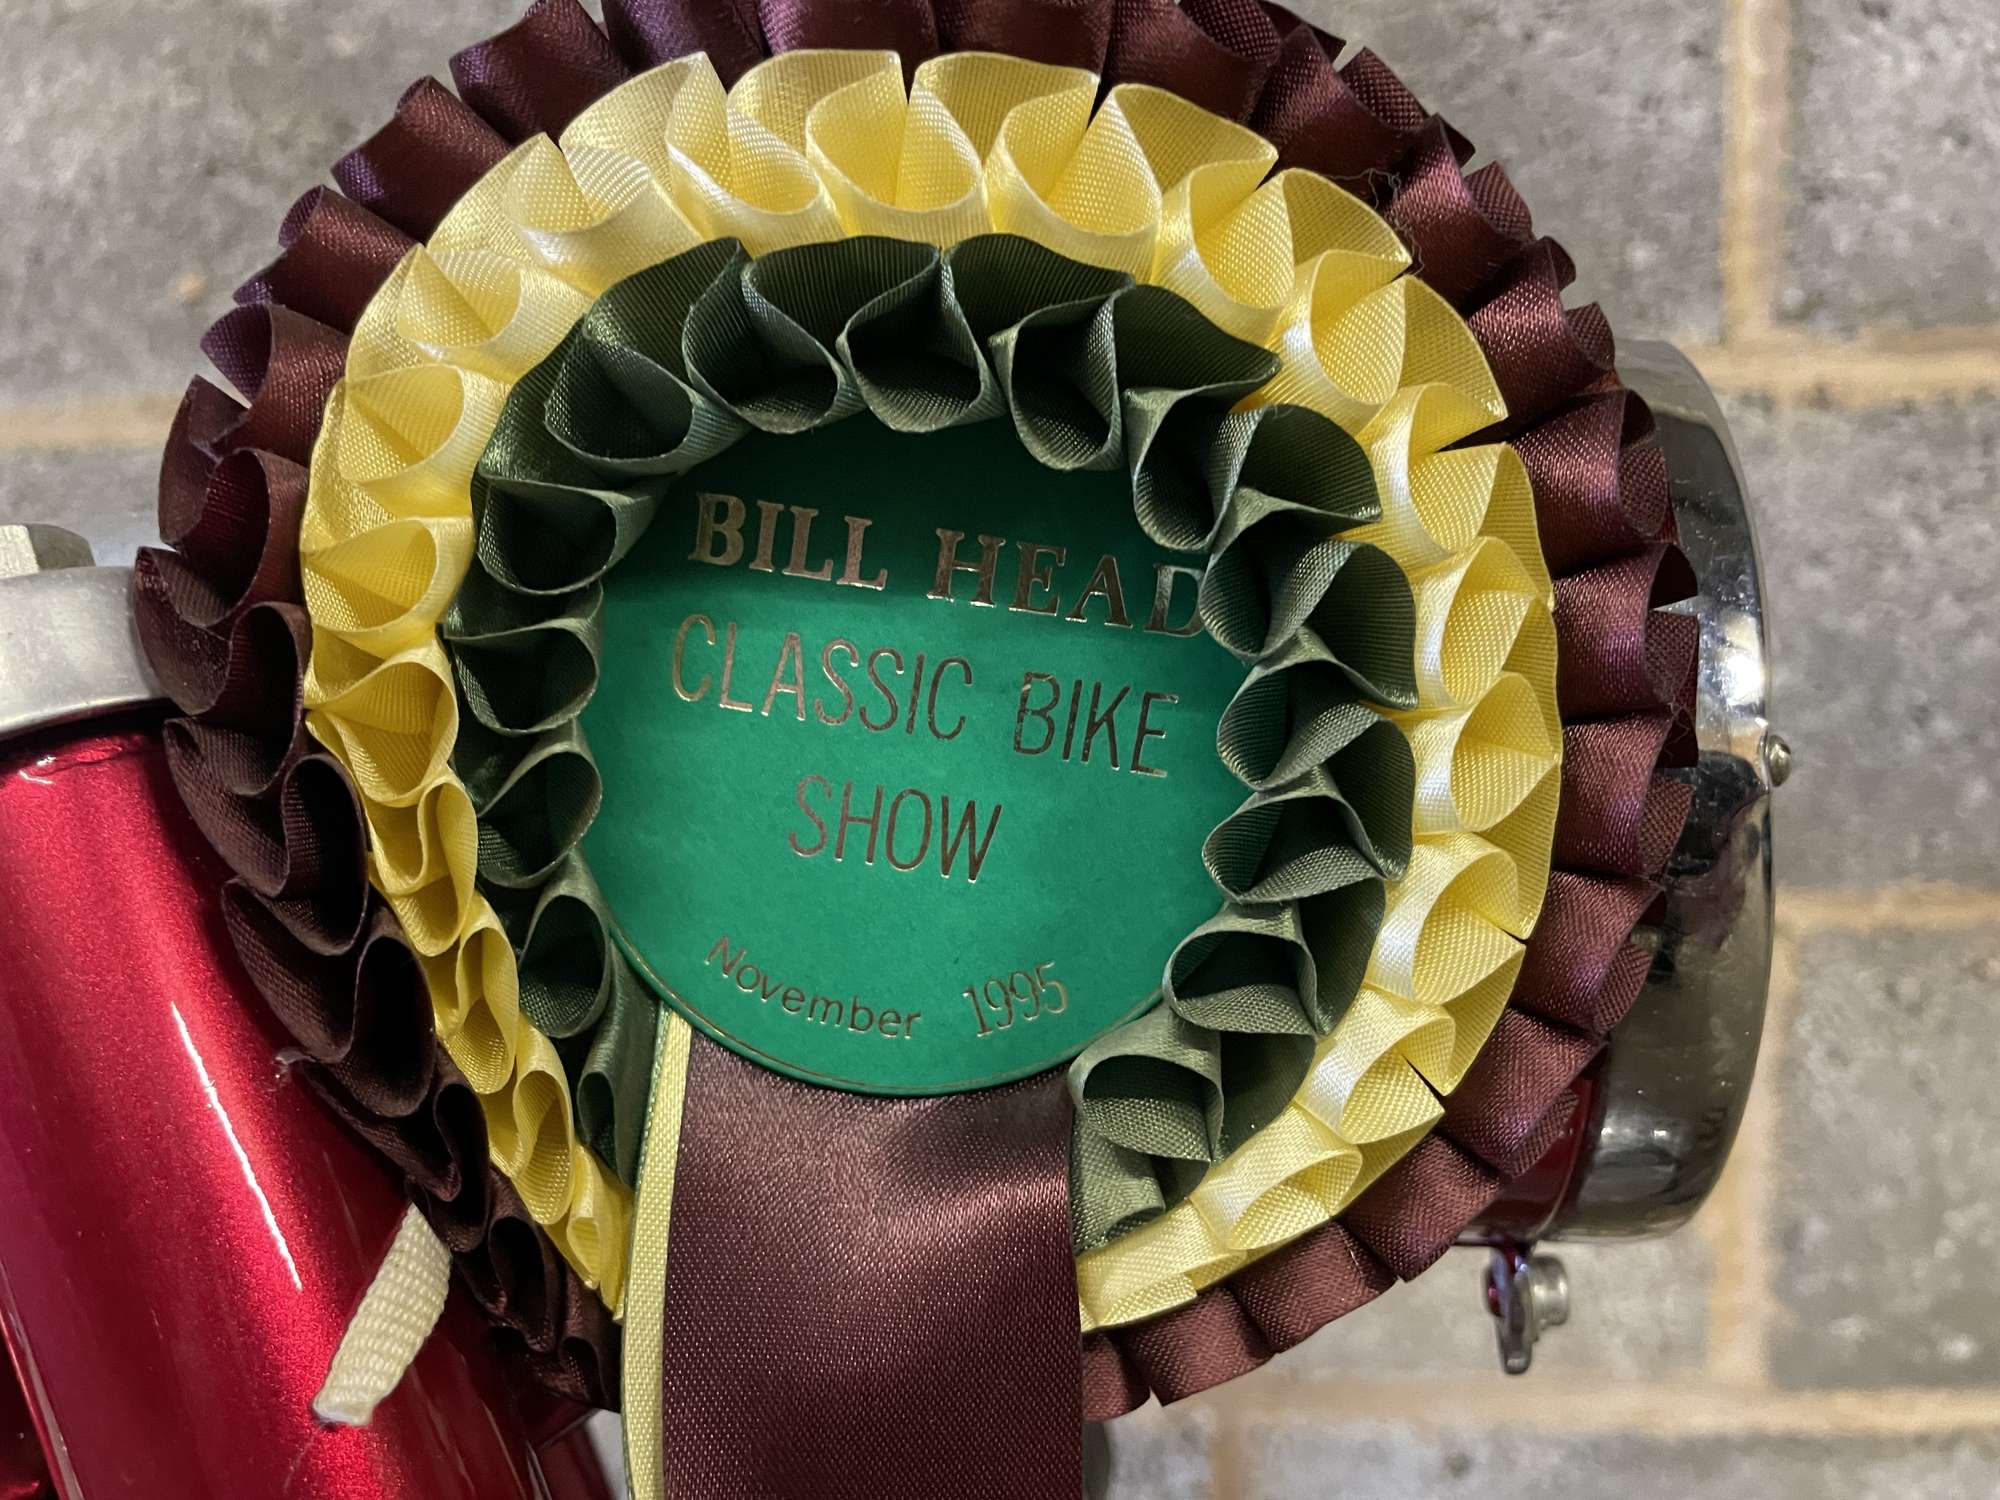 BILL HEAD
CLASSIC BIKE
SHOW
November 1995